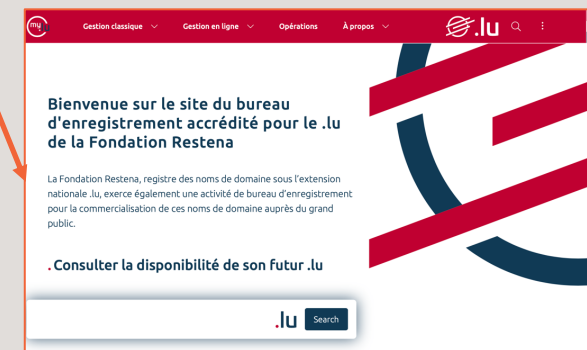 my.lu
Gestion classique
Gestion en ligne
Opérations
À propos
.lu
Bienvenue sur le site du bureau
d'enregistrement accrédité pour le .lu
de la Fondation Restena
La Fondation Restena, registre des noms de domaine sous l'extension
nationale .lu, exerce également une activité de bureau d'enregistrement
pour la commercialisation de ces noms de domaine auprès du grand
public.
.Consulter la disponibilité de son futur .lu
.lu Search